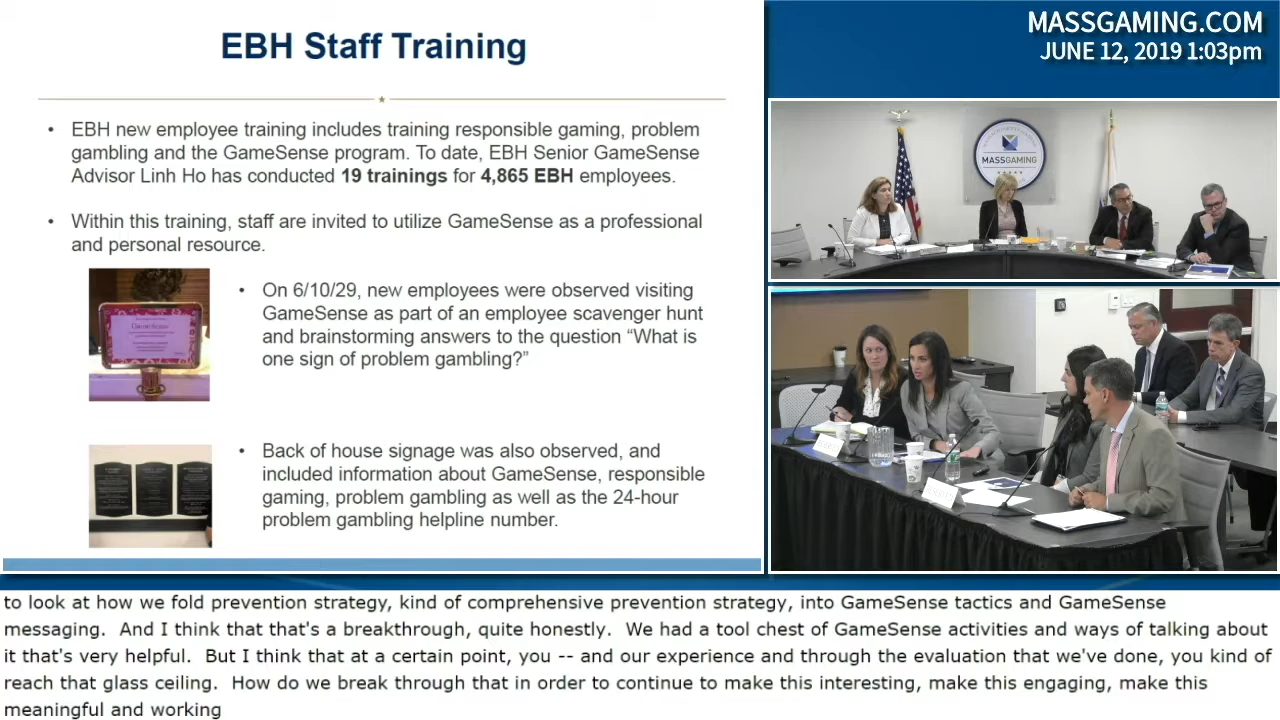 EBH Staff Training
• EBH new employee training includes training responsible gaming, problem
gambling and the GameSense program. To date, EBH Senior GameSense
Advisor Linh Ho has conducted 19 trainings for 4,865 EBH employees.
• Within this training, staff are invited to utilize GameSense as a professional
and personal resource.
• On 6/10/29, new employees were observed visiting
GameSense as part of an employee scavenger hunt
and brainstorming answers to the question “What is
one sign of problem gambling?”
GameSense
• Back of house signage was also observed, and
included information about GameSense, responsible
gaming, problem gambling as well as the 24-hour
problem gambling helpline number.
MASSGAMING.COM
JUNE 12, 2019 1:03pm
MASSGAMING
to look at how we fold prevention strategy, kind of comprehensive prevention strategy, into GameSense tactics and GameSense
messaging.  And I think that that's a breakthrough, quite honestly.  We had a tool chest of GameSense activities and ways of talking about
it that's very helpful.  But I think that at a certain point, you -- and our experience and through the evaluation that we've done, you kind of
reach that glass ceiling.  How do we break through that in order to continue to make this interesting, make this engaging, make this
meaningful and working